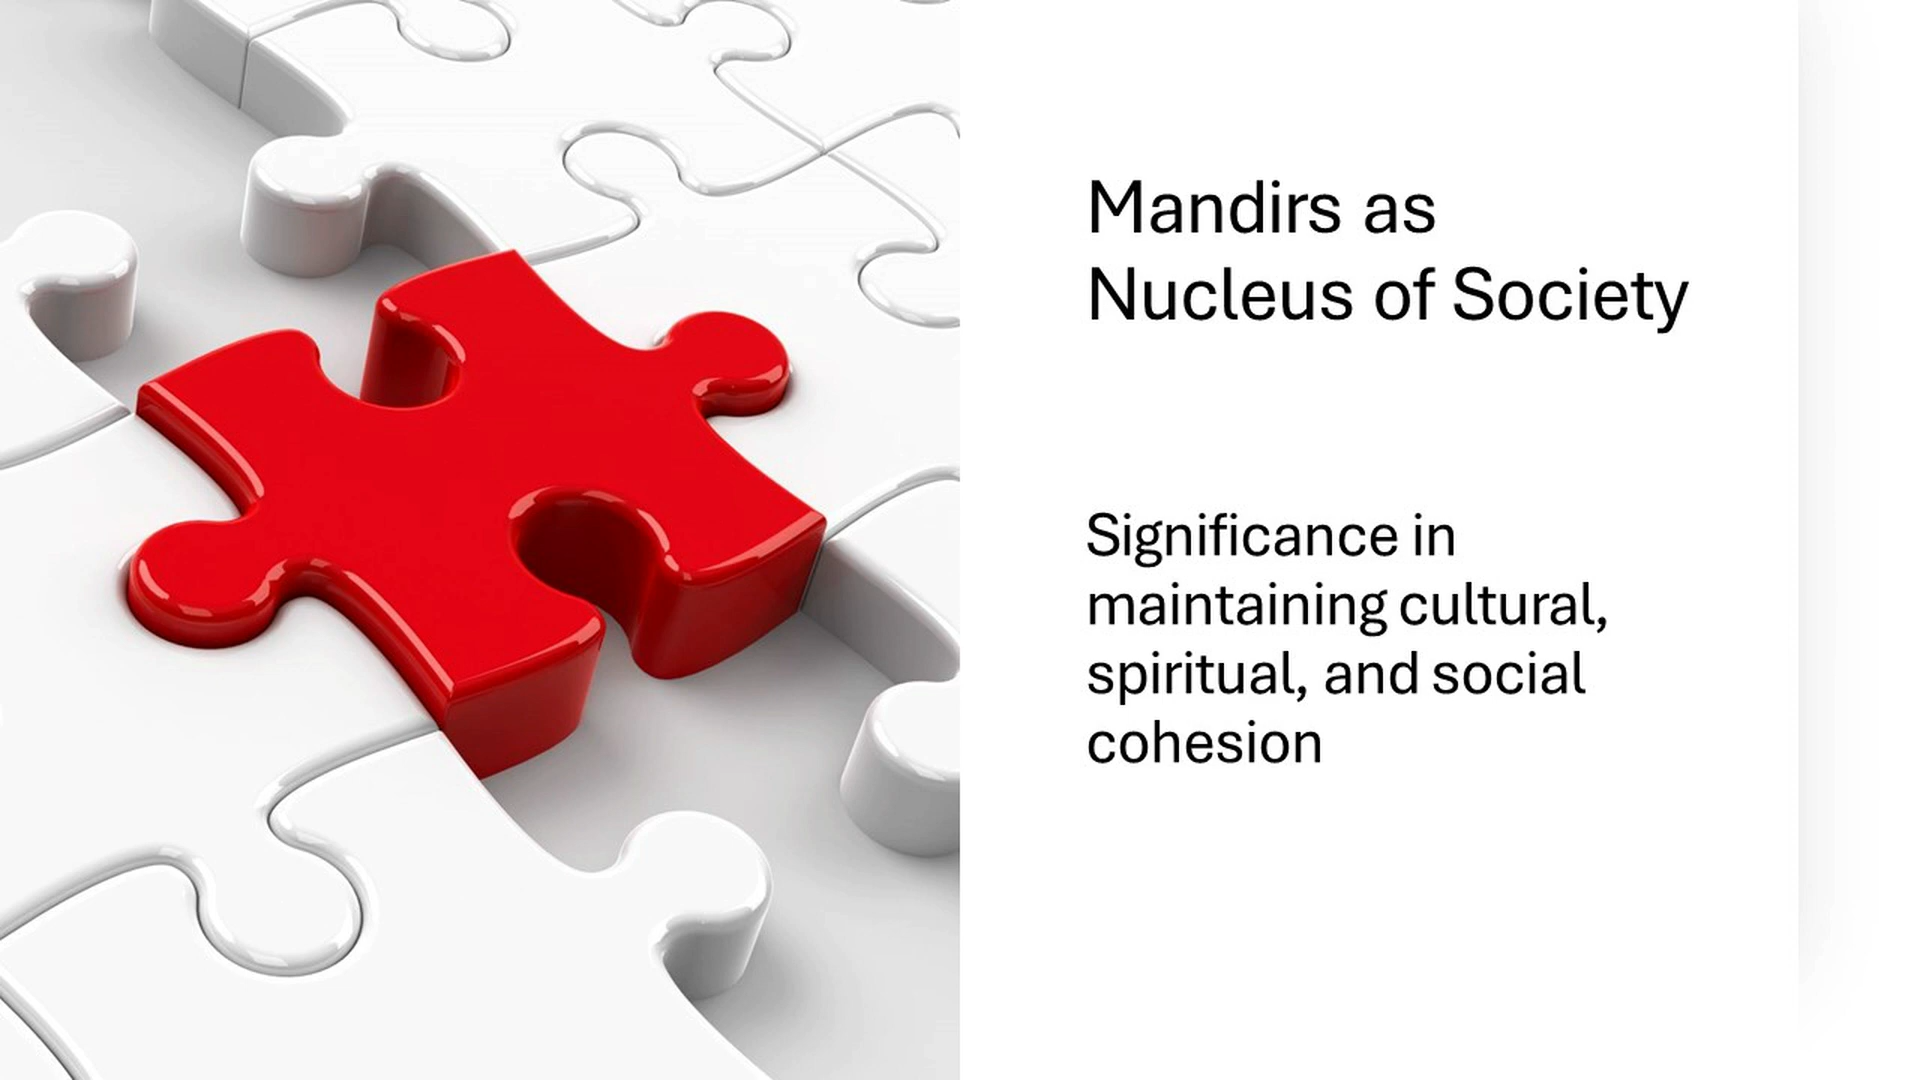 Mandirs as
Nucleus of Society
Significance in
maintaining cultural,
spiritual, and social
cohesion